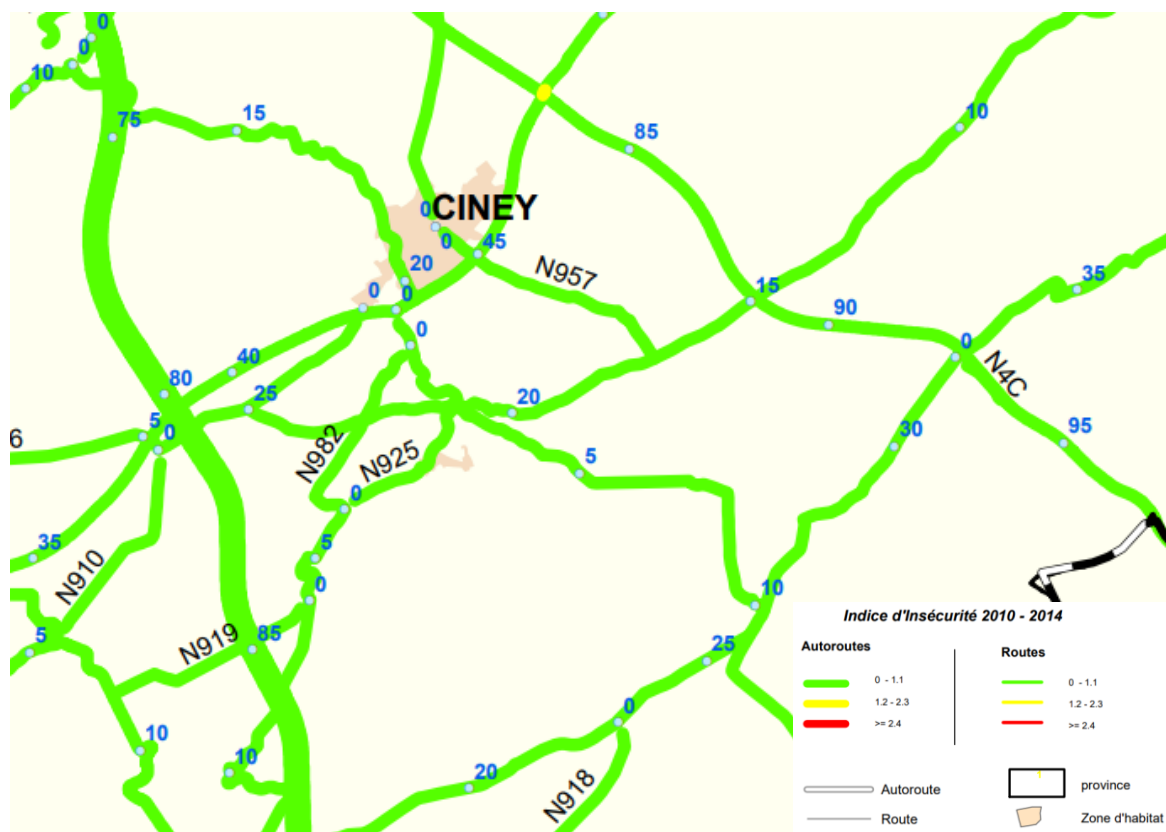 0
0
10
75
15
85
10
CINEY
0
0
45
20
N957
0
0
15
35
0
90
0
40
80
25
N4C
20
5
0
6
N982
30
95
N925
5
0
35
5
N910
0
10
Indice d'Insécurité 2010 - 2014
Autoroutes
Routes
0 - 1.1
0 - 1.1
1.2 - 2.3
1.2 - 2.3
>= 2.4
>= 2.4
Autoroute
province
Route
Zone d'habitat
5
N919
85
25
0
10
10
20
N918